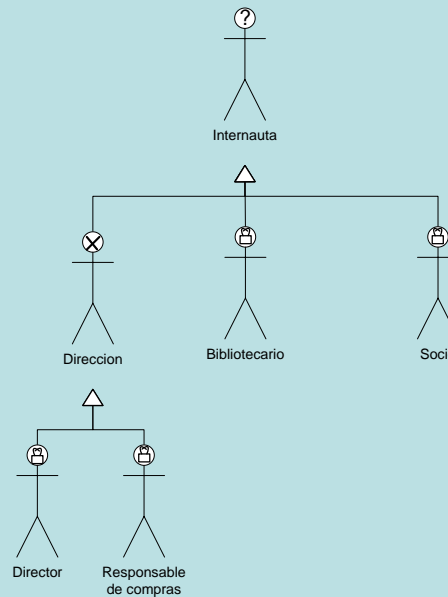 ?
Internauta
Direccion
Bibliotecario
Soci
Director
Responsable
de compras